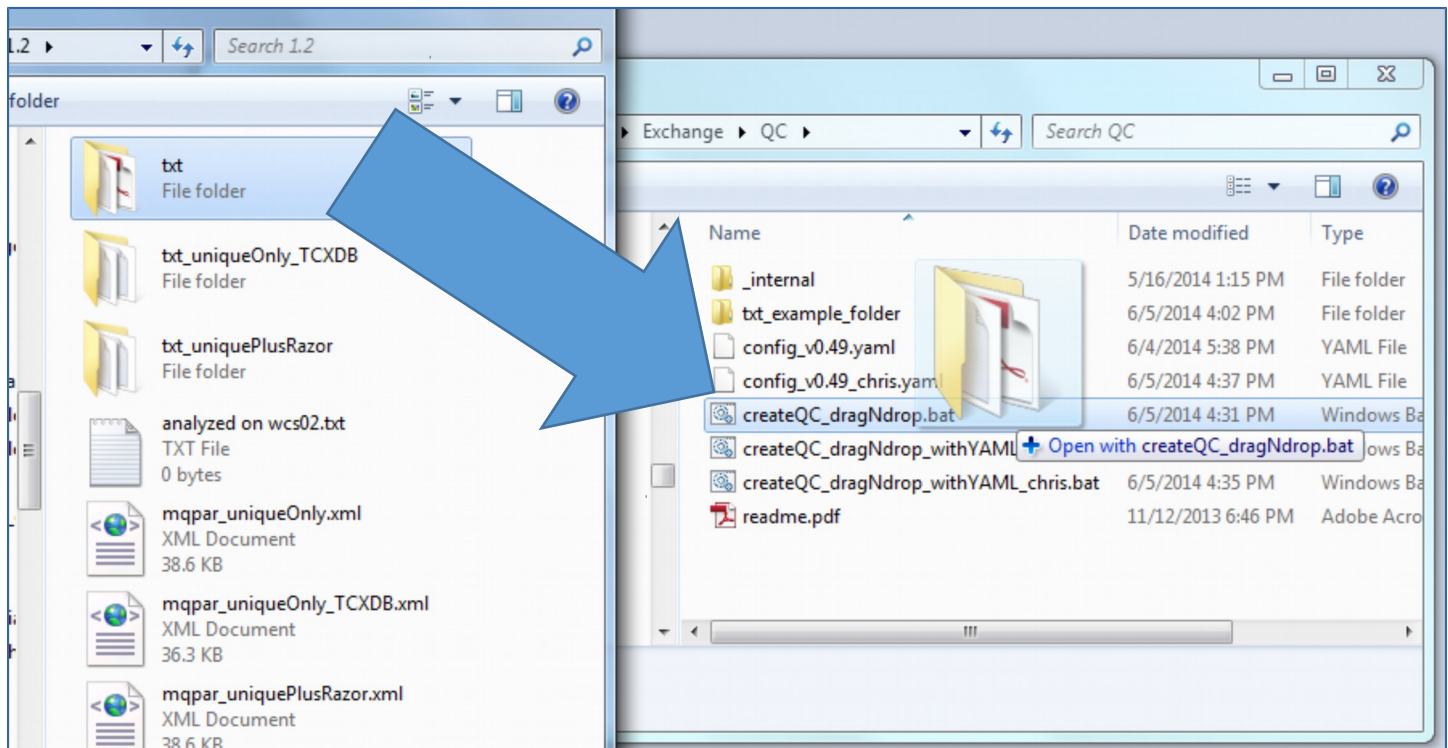 1.2
Search 1.2
folder
txt
File folder
txt_uniqueOnly_TCXDB
File folder
txt_uniquePlusRazor
File folder
analyzed on wcs02.txt
TXT File
0 bytes
mqpar_uniqueOnly.xml
XML Document
38.6 KB
mqpar_uniqueOnly_TCXDB.xml
XML Document
36.3 KB
mqpar_uniquePlusRazor.xml
XML Document
38.6 KB
Exchange QC
Search QC
Name Date modified Type
_internal 5/16/2014 1:15 PM File folder
txt_example_folder 6/5/2014 4:02 PM File folder
config_v0.49.yaml 6/4/2014 5:38 PM YAML File
config_v0.49_chris.yaml 6/5/2014 4:37 PM YAML File
createQC_dragNdrop.bat 6/5/2014 4:31 PM Windows Ba
createQC_dragNdrop_withYAML Open with createQC_dragNdrop.bat ows Ba
createQC_dragNdrop_withYAML_chris.bat 6/5/2014 4:35 PM Windows Ba
readme.pdf 11/12/2013 6:46 PM Adobe Acro